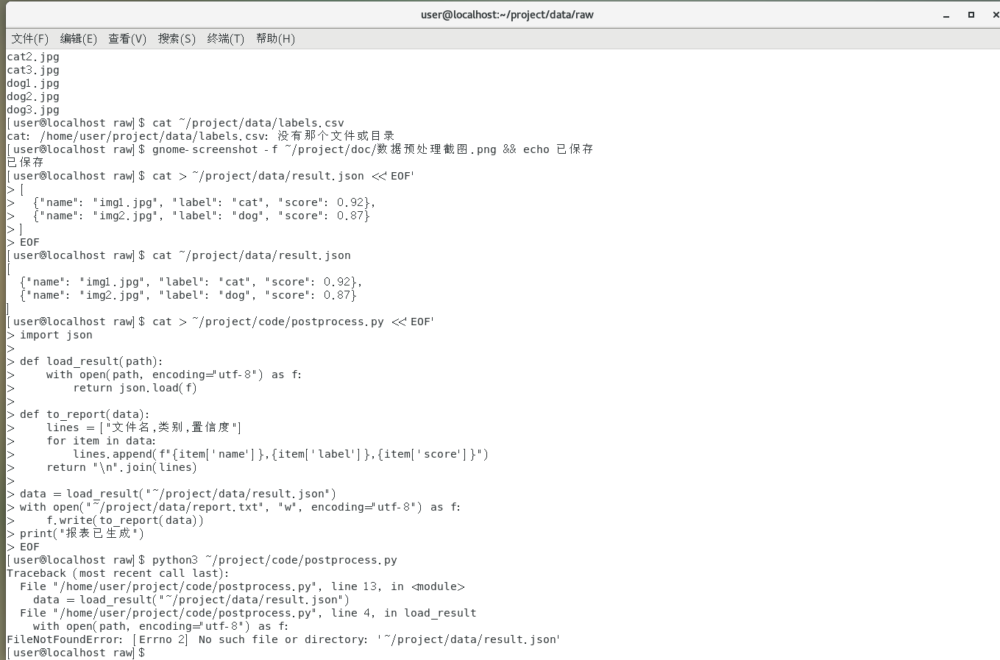 user@localhost:~/project/data/raw
文件(F) 编辑(E) 查看(V) 搜索(S) 终端(T) 帮助(H)
cat2.jpg
cat3.jpg
dog1.jpg
dog2.jpg
dog3.jpg
[user@localhost raw]$ cat ~/project/data/labels.csv
cat: /home/user/project/data/labels.csv: 没有那个文件或目录
[user@localhost raw]$ gnome-screenshot -f ~/project/doc/数据预处理截图.png && echo 已保存
已保存
[user@localhost raw]$ cat > ~/project/data/result.json <<'EOF'
> [
>   {"name": "img1.jpg", "label": "cat", "score": 0.92},
>   {"name": "img2.jpg", "label": "dog", "score": 0.87}
> ]
> EOF
[user@localhost raw]$ cat ~/project/data/result.json
[
  {"name": "img1.jpg", "label": "cat", "score": 0.92},
  {"name": "img2.jpg", "label": "dog", "score": 0.87}
]
[user@localhost raw]$ cat > ~/project/code/postprocess.py <<'EOF'
> import json
>
> def load_result(path):
>     with open(path, encoding="utf-8") as f:
>         return json.load(f)
>
> def to_report(data):
>     lines = ["文件名,类别,置信度"]
>     for item in data:
>         lines.append(f"{item['name']},{item['label']},{item['score']}")
>     return "\n".join(lines)
>
> data = load_result("~/project/data/result.json")
> with open("~/project/data/report.txt", "w", encoding="utf-8") as f:
>     f.write(to_report(data))
> print("报表已生成")
> EOF
[user@localhost raw]$ python3 ~/project/code/postprocess.py
Traceback (most recent call last):
  File "/home/user/project/code/postprocess.py", line 13, in <module>
    data = load_result("~/project/data/result.json")
  File "/home/user/project/code/postprocess.py", line 4, in load_result
    with open(path, encoding="utf-8") as f:
FileNotFoundError: [Errno 2] No such file or directory: '~/project/data/result.json'
[user@localhost raw]$